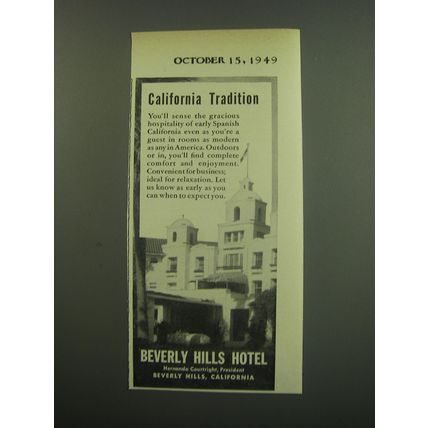 OCTOBER 15, 1949
California Tradition
You'll sense the gracious
hospitality of early Spanish
California even as you're a
guest in rooms as modern
as any in America. Outdoors
or in, you'll find complete
comfort and enjoyment.
Convenient for business;
ideal for relaxation. Let
us know as early as you
can when to expect you.
BEVERLY HILLS HOTEL
Hernando Courtright, President
BEVERLY HILLS, CALIFORNIA